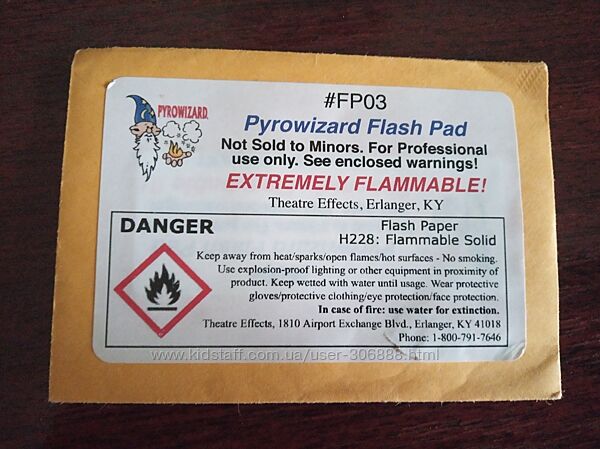 PYROWIZARD
#FP03
Pyrowizard Flash Pad
Not Sold to Minors. For Professional
use only. See enclosed warnings!
EXTREMELY FLAMMABLE!
Theatre Effects, Erlanger, KY
DANGER
Flash Paper
H228: Flammable Solid
Keep away from heat/sparks/open flames/hot surfaces - No smoking.
Use explosion-proof lighting or other equipment in proximity of
product. Keep wetted with water until usage. Wear protective
gloves/protective clothing/eye protection/face protection.
In case of fire: use water for extinction.
Theatre Effects, 1810 Airport Exchange Blvd., Erlanger, KY 41018
Phone: 1-800-791-7646
www.kidstaff.com.ua/user-306888.html